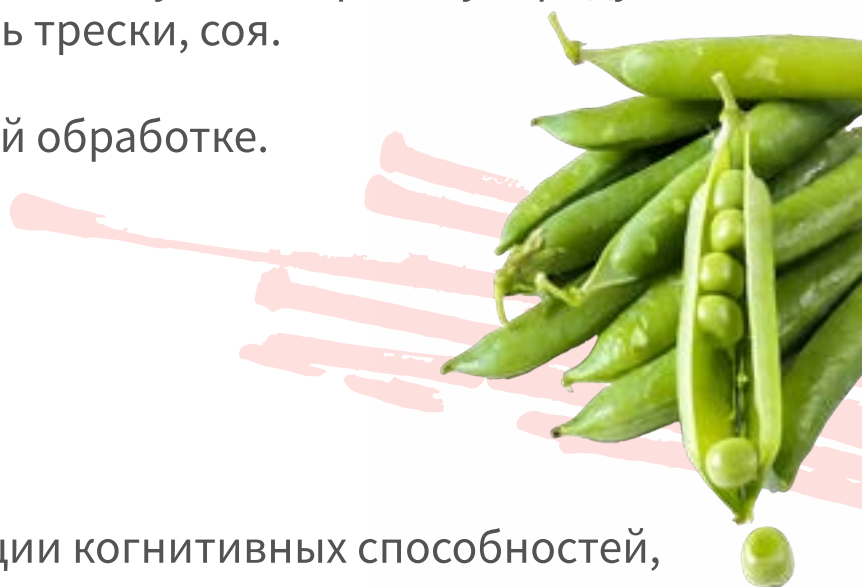 ь трески, соя.
й обработке.
ции когнитивных способностей,